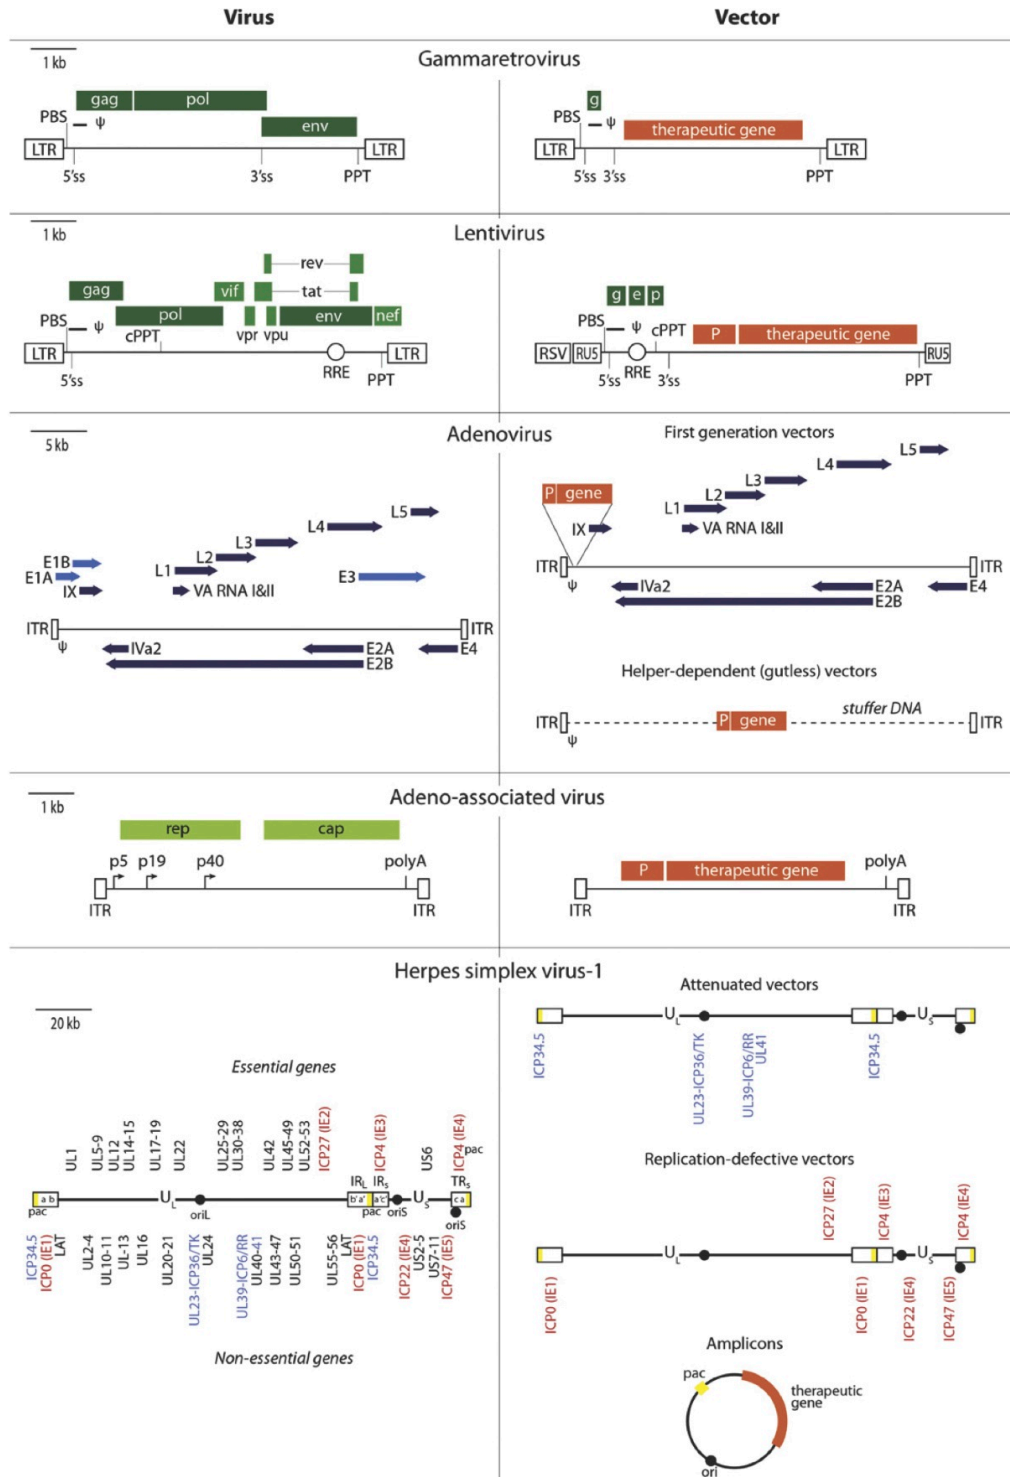 Virus
Vector
Gammaretrovirus
1 kb
gag pol
PBS ψ
env
LTR LTR
5'ss 3'ss PPT
g
PBS ψ
therapeutic gene
LTR LTR
5'ss 3'ss PPT
Lentivirus
1 kb
rev
gag vif tat
PBS ψ pol env nef
cPPT vpr vpu
LTR LTR
5'ss RRE PPT
g e p
PBS ψ cPPT
P therapeutic gene
RSV RU5 RU5
5'ss RRE 3'ss PPT
Adenovirus
5 kb
L5
L4
L3
L2
E1B
L1
E1A E3
IX VA RNA I&II
ITR ITR
ψ
IVa2 E2A E4
E2B
First generation vectors
L5
L4
L3
P gene L2
L1
IX VA RNA I&II
ITR ITR
ψ IVa2 E2A E4
E2B
Helper-dependent (gutless) vectors
stuffer DNA
ITR P gene ITR
ψ
Adeno-associated virus
1 kb
rep cap
p5 p19 p40 polyA
ITR ITR
P therapeutic gene
polyA
ITR ITR
Herpes simplex virus-1
20 kb
Essential genes
UL1
UL5-9
UL12
UL14-15
UL17-19
UL22
UL25-29
UL30-38
UL42
UL45-49
UL52-53
ICP27 (IE2)
ICP4 (IE3)
US6
ICP4 (IE4)
pac
IRL IRS TRS
a b UL b'a' a'c' US ca
pac oriL pac oriS oriS
ICP34.5
ICP0 (IE1)
LAT
UL2-4
UL10-11
UL-13
UL16
UL20-21
UL23-ICP36/TK
UL24
UL39-ICP6/RR
UL40-41
UL43-47
UL50-51
UL55-56
LAT
ICP0 (IE1)
ICP34.5
ICP22 (IE4)
US2-5
US7-11
ICP47 (IE5)
Non-essential genes
Attenuated vectors
UL US
ICP34.5
UL23-ICP36/TK
UL39-ICP6/RR
UL41
ICP34.5
Replication-defective vectors
ICP27 (IE2)
ICP4 (IE3)
ICP4 (IE4)
UL US
ICP0 (IE1)
ICP0 (IE1)
ICP22 (IE4)
ICP47 (IE5)
Amplicons
pac
therapeutic
gene
ori